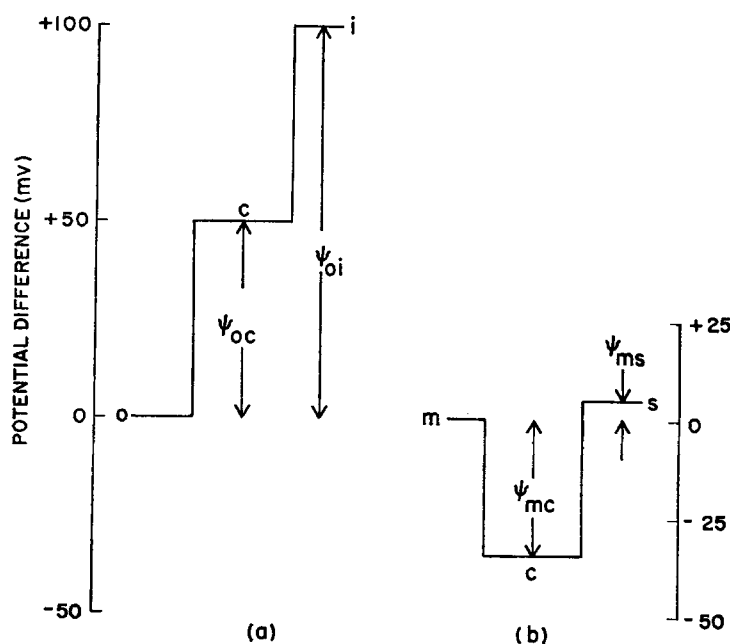 POTENTIAL DIFFERENCE (mv)
+100
+50
0
-50
o
c
i
ψoc
ψoi
(a)
m
c
s
ψmc
ψms
+25
0
-25
-50
(b)